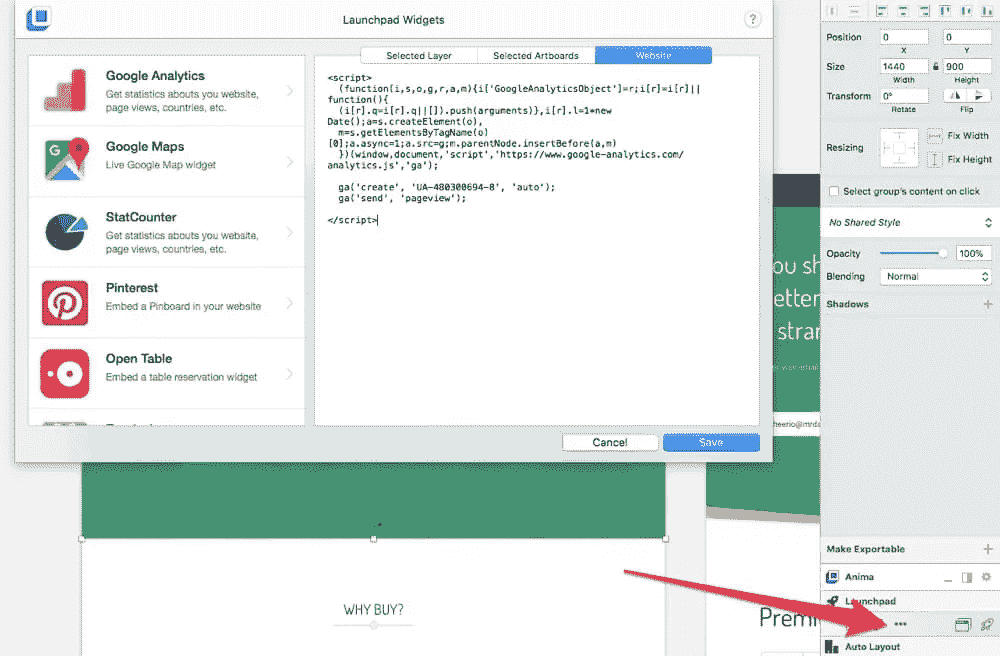 Launchpad Widgets
?
Google Analytics
Get statistics abouts you website,
page views, countries, etc.
Google Maps
Live Google Map widget
StatCounter
Get statistics abouts you website,
page views, countries, etc.
Pinterest
Embed a Pinboard in your website
Open Table
Embed a table reservation widget
Selected Layer
Selected Artboards
Website
<script>
(function(i,s,o,g,r,a,m){i['GoogleAnalyticsObject']=r;i[r]=i[r]||
function(){
(i[r].q=i[r].q||[]).push(arguments)},i[r].l=1*new
Date();a=s.createElement(o),
m=s.getElementsByTagName(o)
[0];a.async=1;a.src=g;m.parentNode.insertBefore(a,m)
})(window,document,'script','https://www.google-analytics.com/
analytics.js','ga');
ga('create', 'UA-480300694-8', 'auto');
ga('send', 'pageview');
</script>
Cancel
Save
WHY BUY?
ou sh
etter
stran
heerio@mrda
Premi
Position
0
0
X
Y
Size
1440
900
Width
Height
Transform
0°
Rotate
Flip
Resizing
Fix Width
Fix Height
Select group's content on click
No Shared Style
Opacity
100%
Blending
Normal
Shadows
Make Exportable
Anima
Launchpad
Auto Layout